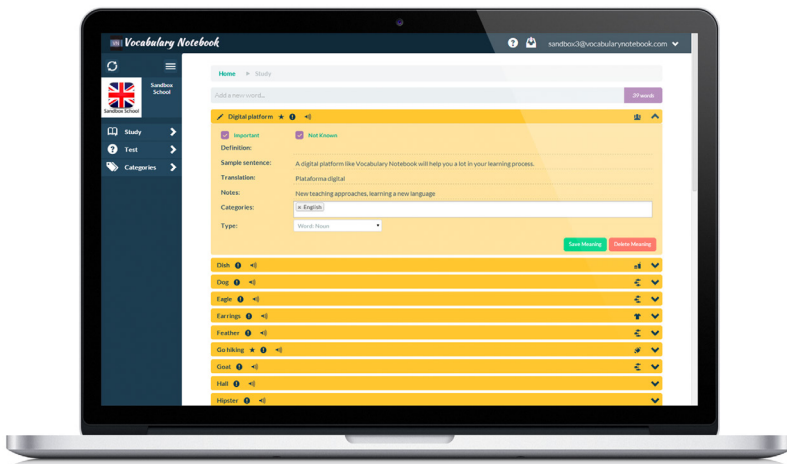 Vocabulary Notebook
sandbox3@vocabularynotebook.com
Sandbox School
Sandbox School
Study
Test
Categories
Home Study
Add a new word...
Digital platform
Important Not Known
Definition:
Sample sentence: A digital platform like Vocabulary Notebook will help you a lot in your learning process.
Translation: Plataforma digital
Notes: New teaching approaches, learning a new language
Categories: × English
Type: Word: Noun
Save Meaning Delete Meaning
Dish
Dog
Eagle
Earrings
Feather
Go hiking
Goat
Hall
Hipster